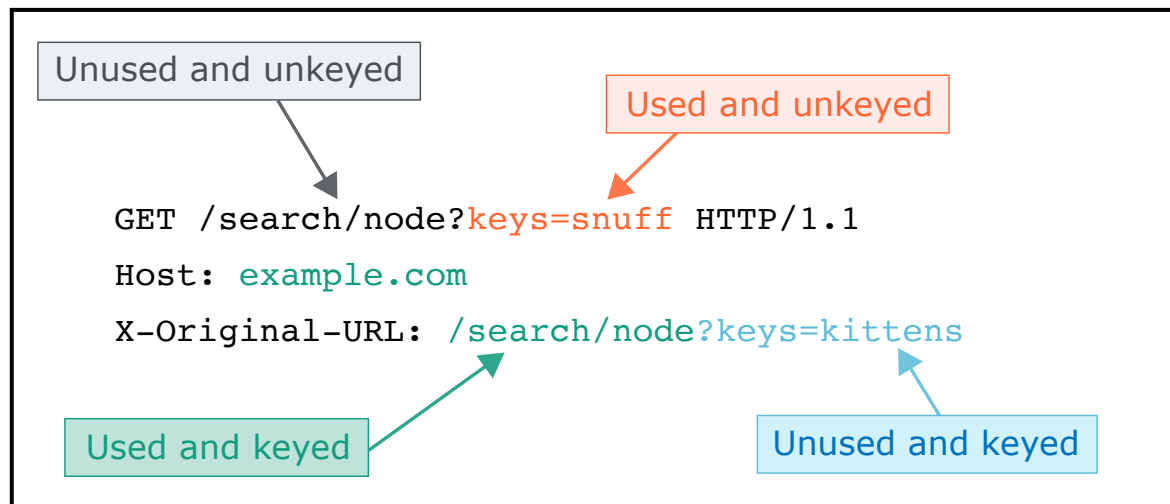 Unused and unkeyed
Used and unkeyed
GET /search/node?keys=snuff HTTP/1.1
Host: example.com
X-Original-URL: /search/node?keys=kittens
Used and keyed
Unused and keyed